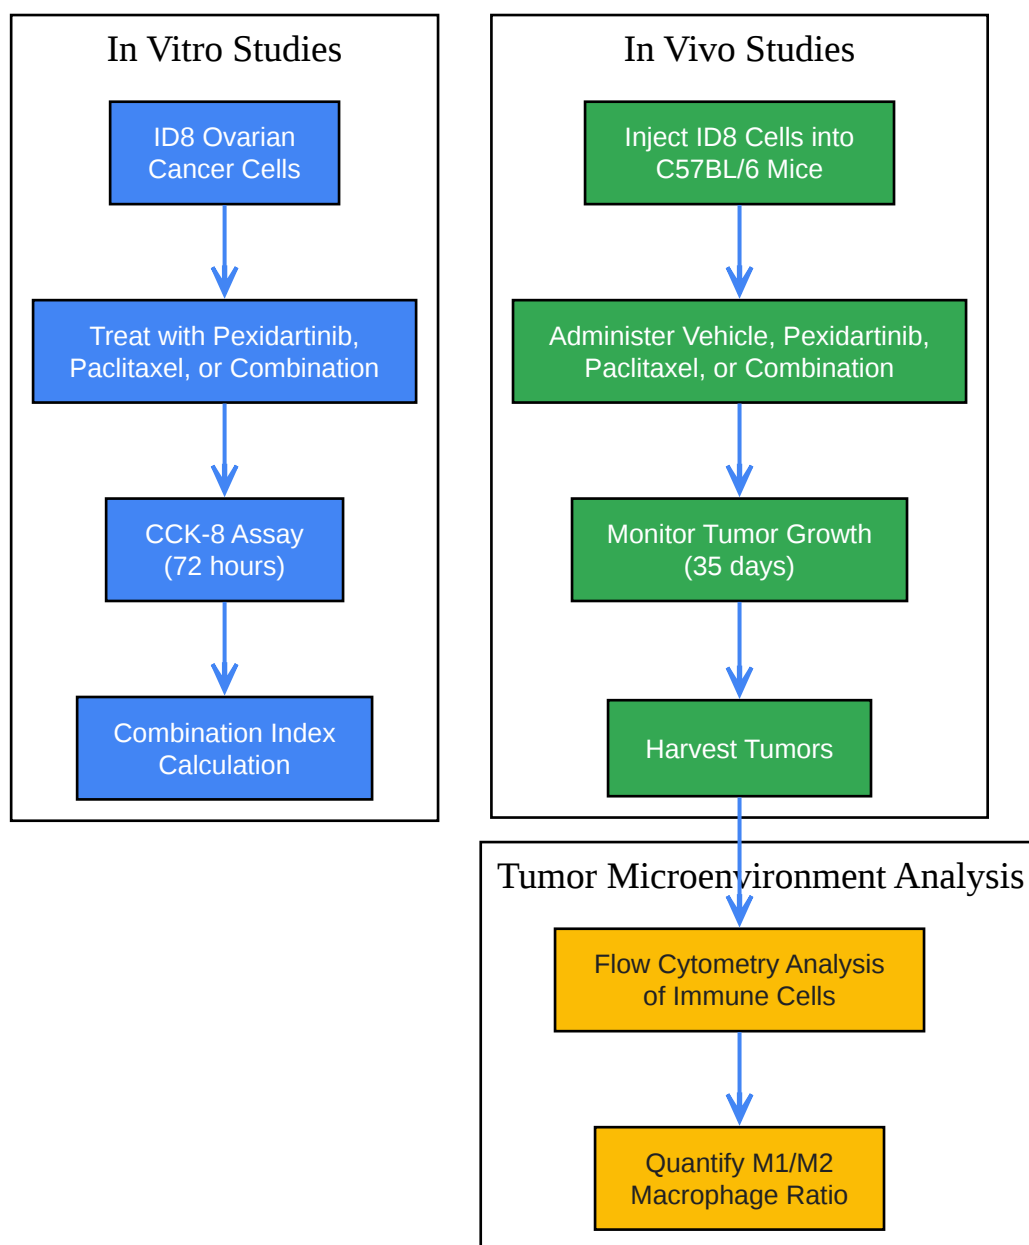 In Vitro Studies
ID8 Ovarian
Cancer Cells
Treat with Pexidartinib,
Paclitaxel, or Combination
CCK-8 Assay
(72 hours)
Combination Index
Calculation
In Vivo Studies
Inject ID8 Cells into
C57BL/6 Mice
Administer Vehicle, Pexidartinib,
Paclitaxel, or Combination
Monitor Tumor Growth
(35 days)
Harvest Tumors
Tumor Microenvironment Analysis
Flow Cytometry Analysis
of Immune Cells
Quantify M1/M2
Macrophage Ratio